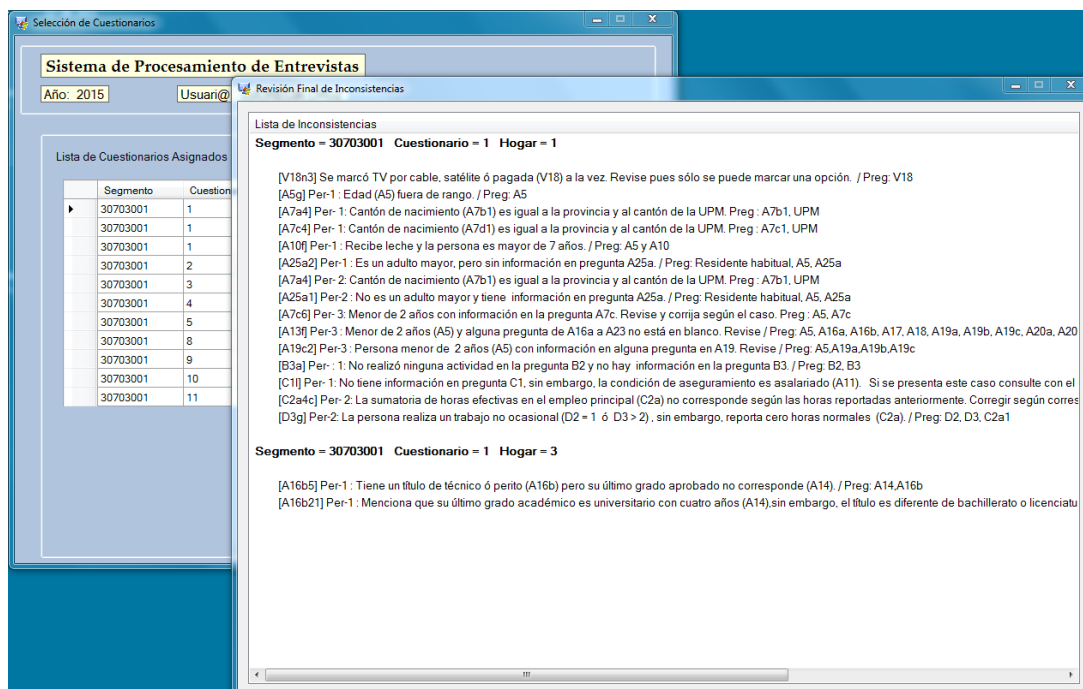 Selección de Cuestionarios
Sistema de Procesamiento de Entrevistas
Año: 2015
Usuari@
Lista de Cuestionarios Asignados
Segmento Cuestion
30703001 1
30703001 1
30703001 1
30703001 2
30703001 3
30703001 4
30703001 5
30703001 8
30703001 9
30703001 10
30703001 11
Revisión Final de Inconsistencias
Lista de Inconsistencias
Segmento = 30703001 Cuestionario = 1 Hogar = 1
[V18n3] Se marcó TV por cable, satélite ó pagada (V18) a la vez. Revise pues sólo se puede marcar una opción. / Preg: V18
[A5g] Per-1 : Edad (A5) fuera de rango. / Preg: A5
[A7a4] Per- 1: Cantón de nacimiento (A7b1) es igual a la provincia y al cantón de la UPM. Preg : A7b1, UPM
[A7c4] Per- 1: Cantón de nacimiento (A7d1) es igual a la provincia y al cantón de la UPM. Preg : A7c1, UPM
[A10f] Per-1 : Recibe leche y la persona es mayor de 7 años. / Preg: A5 y A10
[A25a2] Per-1 : Es un adulto mayor, pero sin información en pregunta A25a. / Preg: Residente habitual, A5, A25a
[A7a4] Per- 2: Cantón de nacimiento (A7b1) es igual a la provincia y al cantón de la UPM. Preg : A7b1, UPM
[A25a1] Per-2 : No es un adulto mayor y tiene información en pregunta A25a. / Preg: Residente habitual, A5, A25a
[A7c6] Per- 3: Menor de 2 años con información en la pregunta A7c. Revise y corrija según el caso. Preg : A5, A7c
[A13f] Per-3 : Menor de 2 años (A5) y alguna pregunta de A16a a A23 no está en blanco. Revise / Preg: A5, A16a, A16b, A17, A18, A19a, A19b, A19c, A20a, A20
[A19c2] Per-3 : Persona menor de 2 años (A5) con información en alguna pregunta en A19. Revise / Preg: A5,A19a,A19b,A19c
[B3a] Per- : 1: No realizó ninguna actividad en la pregunta B2 y no hay información en la pregunta B3. / Preg: B2, B3
[C1l] Per- 1: No tiene información en pregunta C1, sin embargo, la condición de aseguramiento es asalariado (A11). Si se presenta este caso consulte con el
[C2a4c] Per- 2: La sumatoria de horas efectivas en el empleo principal (C2a) no corresponde según las horas reportadas anteriormente. Corregir según corres
[D3g] Per-2: La persona realiza un trabajo no ocasional (D2 = 1 ó D3 > 2) , sin embargo, reporta cero horas normales (C2a). / Preg: D2, D3, C2a1
Segmento = 30703001 Cuestionario = 1 Hogar = 3
[A16b5] Per-1 : Tiene un título de técnico ó perito (A16b) pero su último grado aprobado no corresponde (A14). / Preg: A14,A16b
[A16b21] Per-1 : Menciona que su último grado académico es universitario con cuatro años (A14),sin embargo, el título es diferente de bachillerato o licenciatu